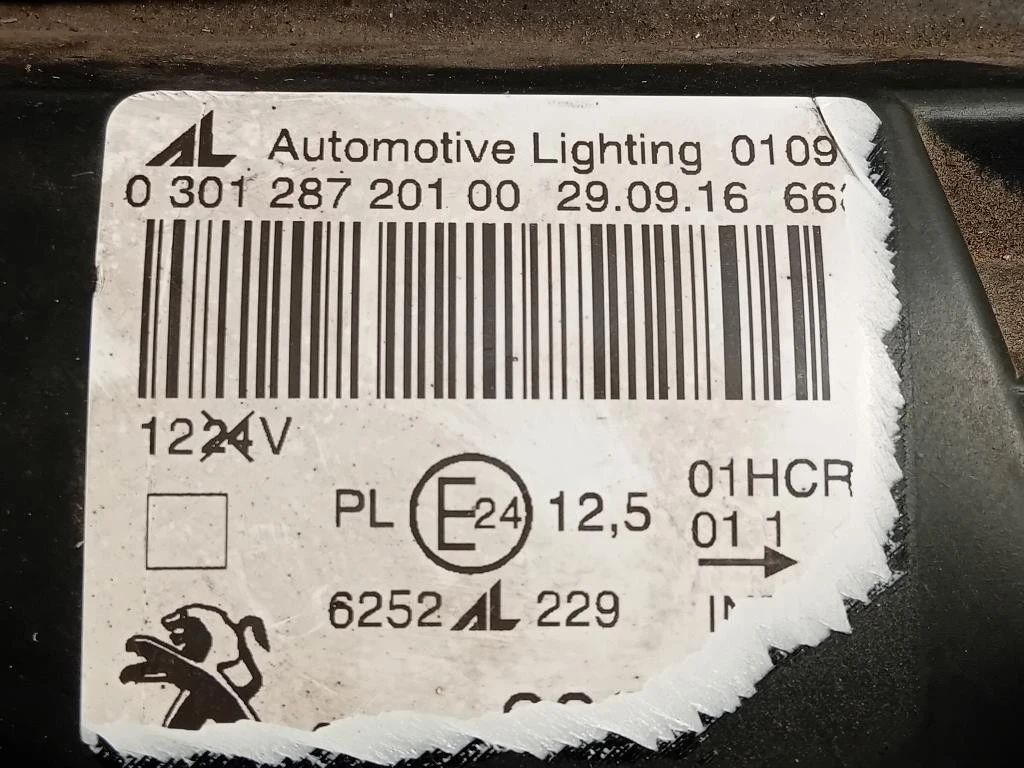 AL Automotive Lighting 0109
0 301 287 201 00 29.09.16 66
1224V
PL E24 12,5 01HCR
01 1
6252 AL 229